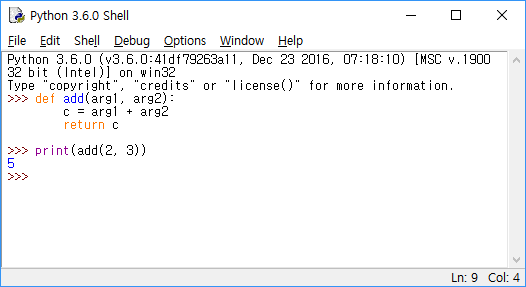 Python 3.6.0 Shell
File Edit Shell Debug Options Window Help
Python 3.6.0 (v3.6.0:41df79263a11, Dec 23 2016, 07:18:10) [MSC v.1900
32 bit (Intel)] on win32
Type "copyright", "credits" or "license()" for more information.
>>> def add(arg1, arg2):
        c = arg1 + arg2
        return c

>>> print(add(2, 3))
5
>>>
Ln: 9 Col: 4